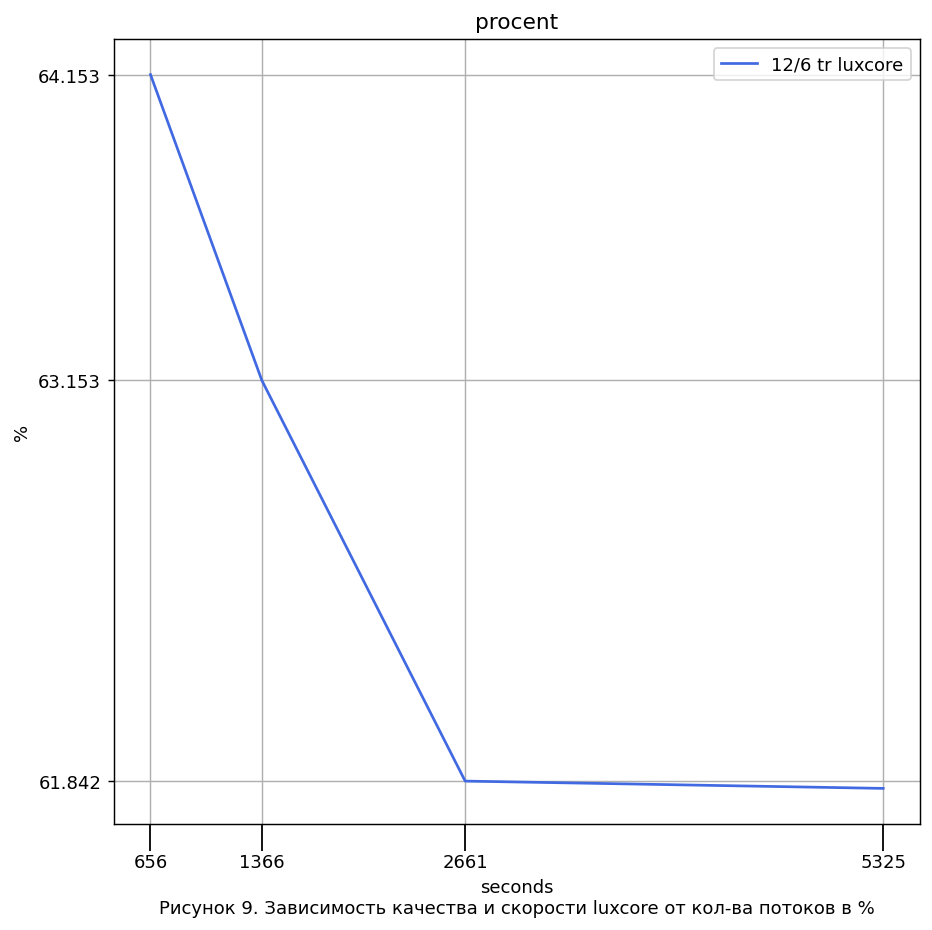 procent
12/6 tr luxcore
64.153
63.153
61.842
%
656 1366 2661 5325
seconds
Рисунок 9. Зависимость качества и скорости luxcore от кол-ва потоков в %